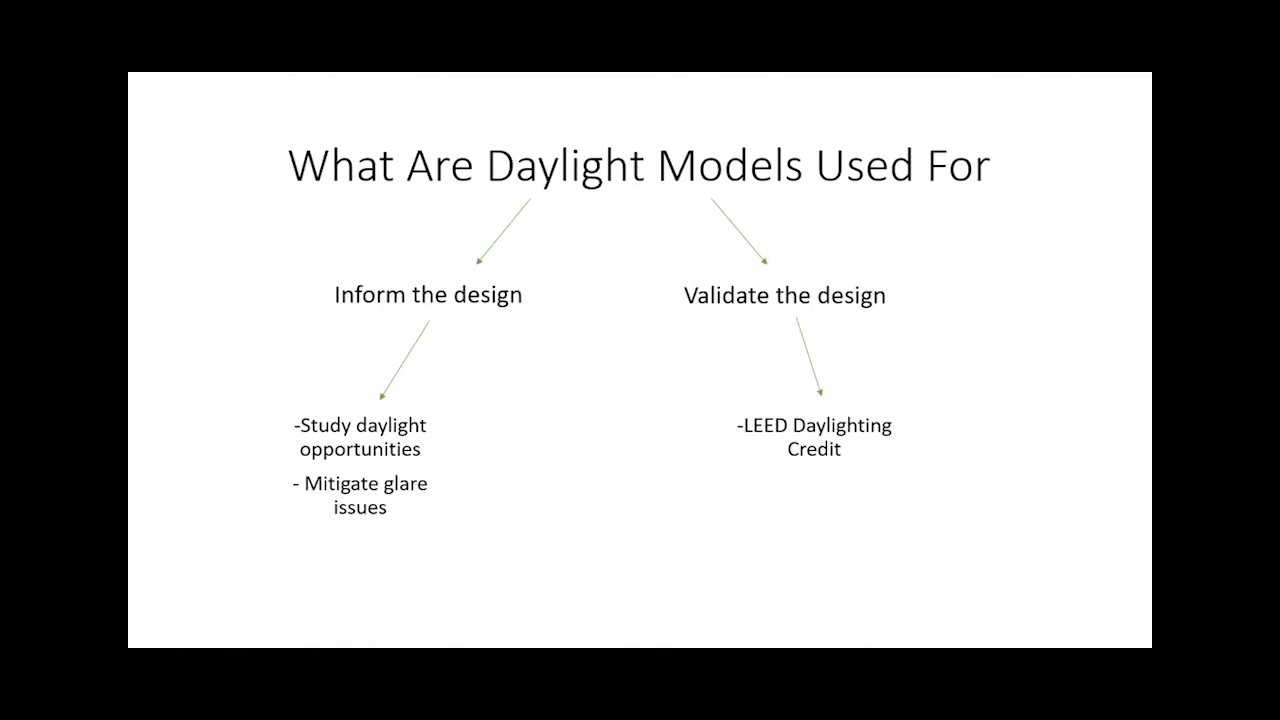 What Are Daylight Models Used For
Inform the design
Validate the design
-Study daylight
opportunities
- Mitigate glare
issues
-LEED Daylighting
Credit